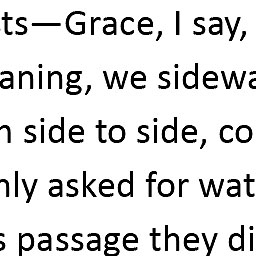 ts—Grace, I say,
aning, we sidewa
n side to side, co
nly asked for wat
s passage they di